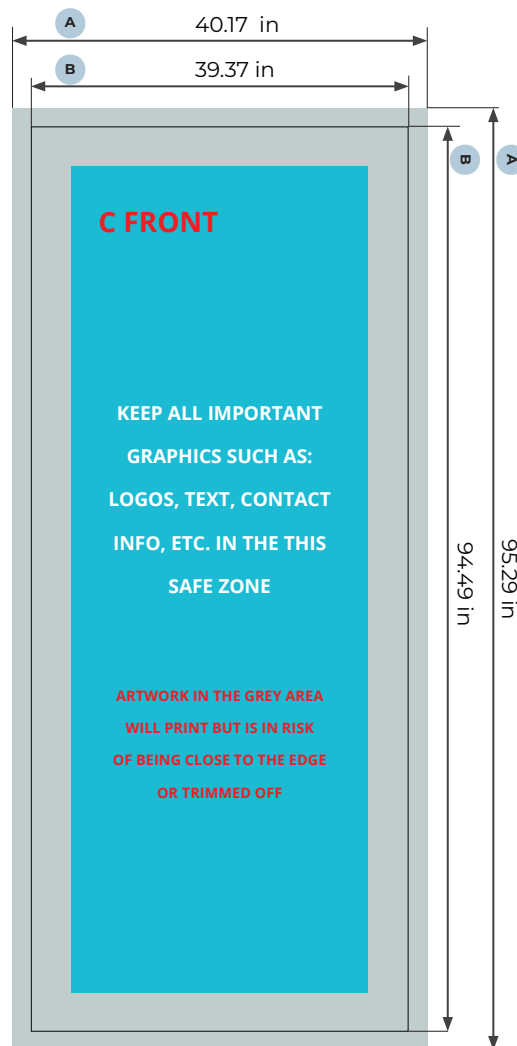 A
40.17 in
B
39.37 in
B
A
C FRONT
KEEP ALL IMPORTANT
GRAPHICS SUCH AS:
LOGOS, TEXT, CONTACT
INFO, ETC. IN THE THIS
SAFE ZONE
94.49 in
95.29 in
ARTWORK IN THE GREY AREA
WILL PRINT BUT IS IN RISK
OF BEING CLOSE TO THE EDGE
OR TRIMMED OFF